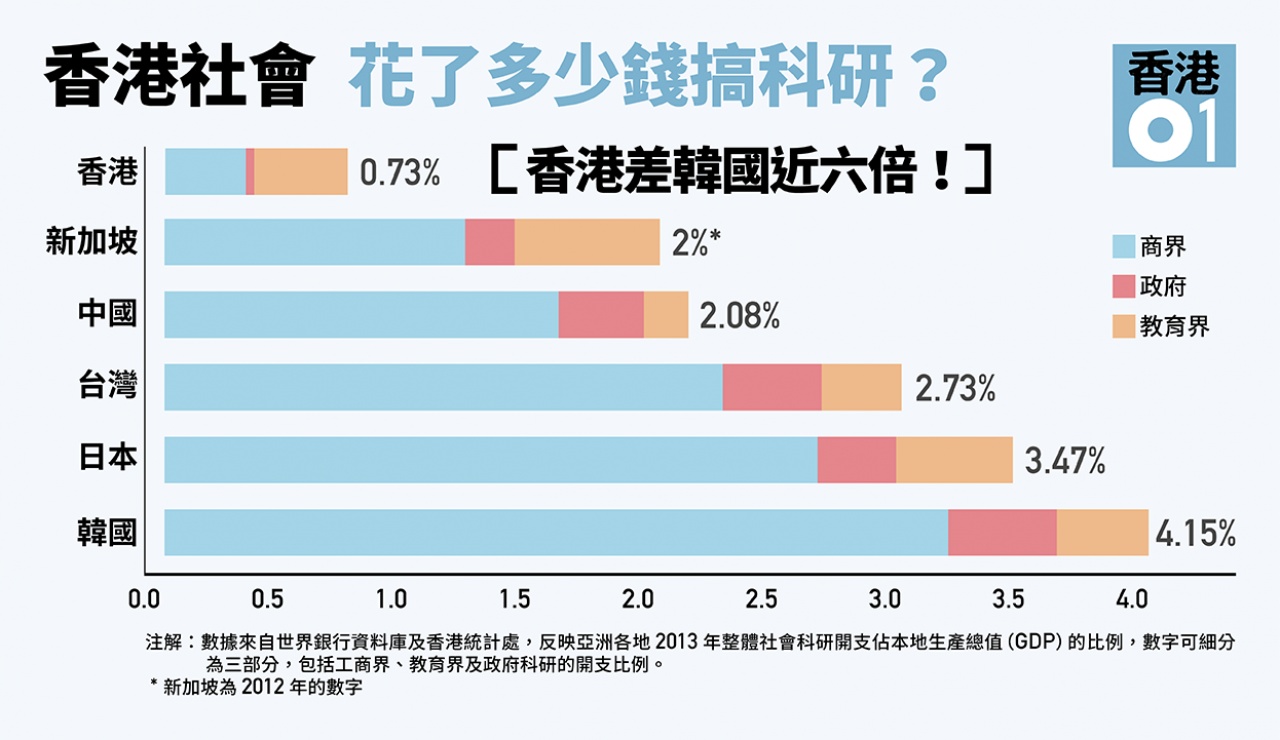 香港社會 花了多少錢搞科研？
香港01
香港 0.73% [ 香港差韓國近六倍！]
新加坡 2%*
中國 2.08%
台灣 2.73%
日本 3.47%
韓國 4.15%
商界
政府
教育界
0.0 0.5 1.0 1.5 2.0 2.5 3.0 3.5 4.0
注解：數據來自世界銀行資料庫及香港統計處，反映亞洲各地 2013 年整體社會科研開支佔本地生產總值 (GDP) 的比例，數字可細分
為三部分，包括工商界、教育界及政府科研的開支比例。
* 新加坡為 2012 年的數字